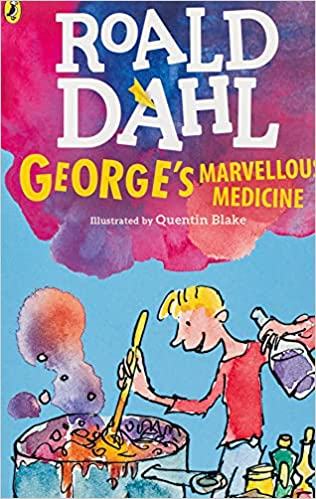 ROALD
DAHL
GEORGE'S MARVELLOUS
MEDICINE
Illustrated by Quentin Blake